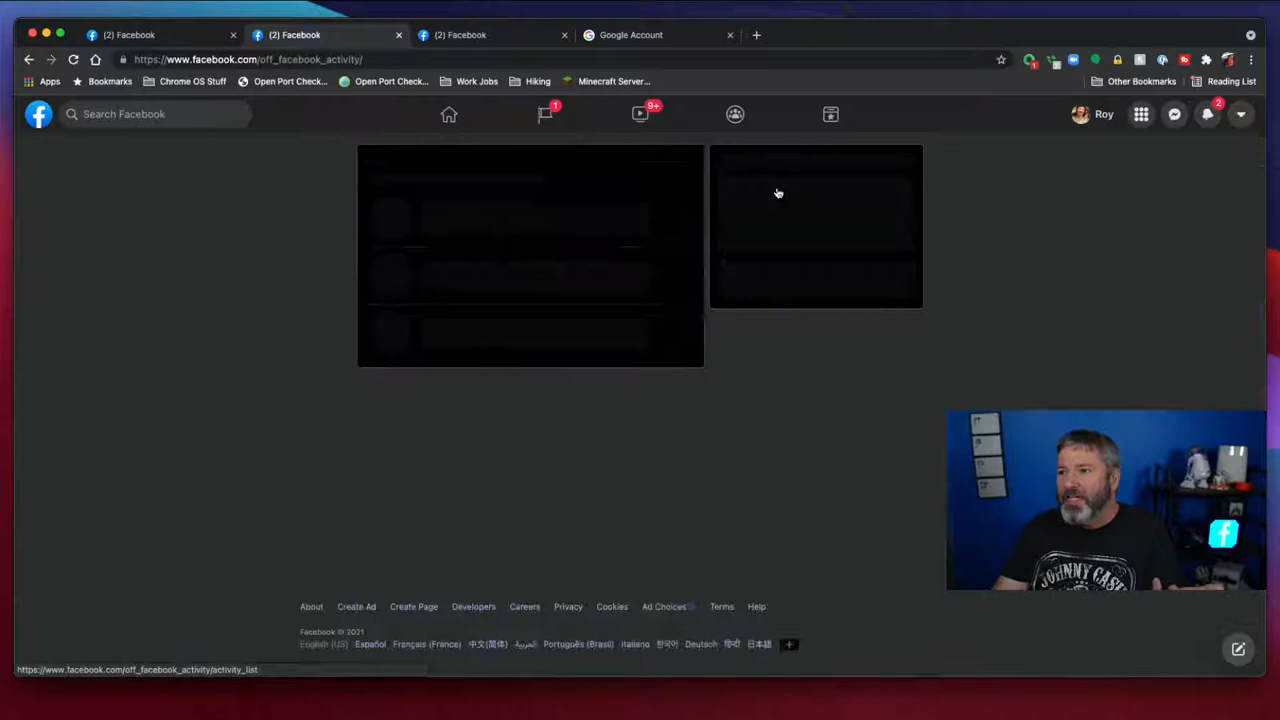 (2) Facebook
(2) Facebook
(2) Facebook
Google Account
https://www.facebook.com/off_facebook_activity/
Apps
Bookmarks
Chrome OS Stuff
Open Port Check...
Open Port Check...
Work Jobs
Hiking
Minecraft Server...
Other Bookmarks
Reading List
Search Facebook
1
9+
Roy
2
JOHNNY CASH
About Create Ad Create Page Developers Careers Privacy Cookies Ad Choices Terms Help
Facebook © 2021
English (US) Español Français (France) 中文(简体) العربية Português (Brasil) Italiano 한국어 Deutsch हिन्दी 日本語 +
https://www.facebook.com/off_facebook_activity/activity_list